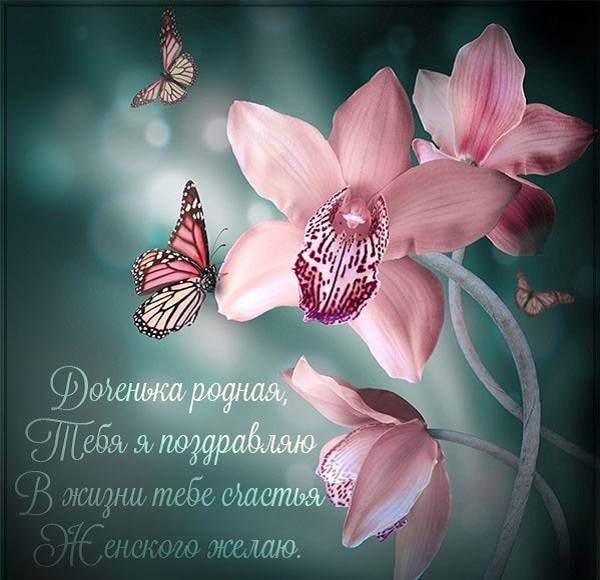 Доченька родная,
Тебя я поздравляю
В жизни тебе счастья
Женского желаю.